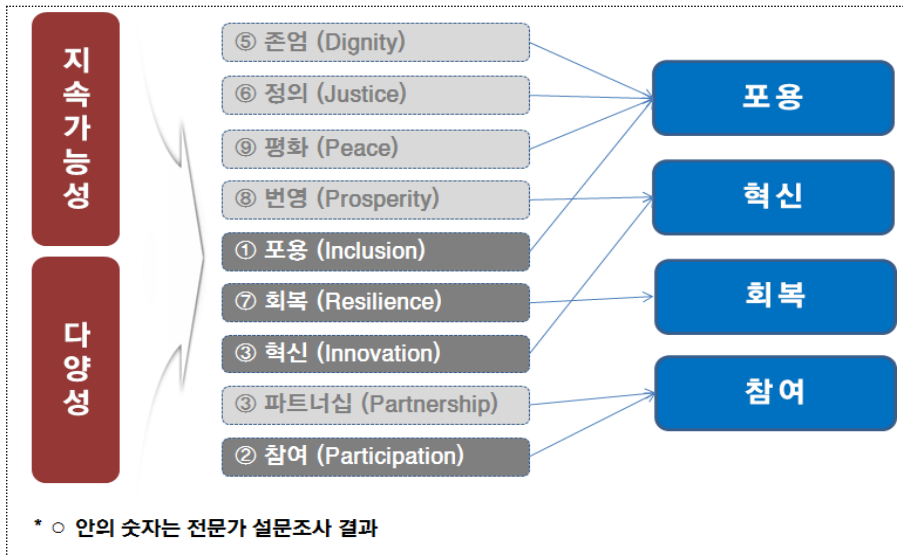 지속가능성
다양성
⑤ 존엄 (Dignity)
⑥ 정의 (Justice)
⑨ 평화 (Peace)
⑧ 번영 (Prosperity)
① 포용 (Inclusion)
⑦ 회복 (Resilience)
③ 혁신 (Innovation)
③ 파트너십 (Partnership)
② 참여 (Participation)
포용
혁신
회복
참여
* ○ 안의 숫자는 전문가 설문조사 결과